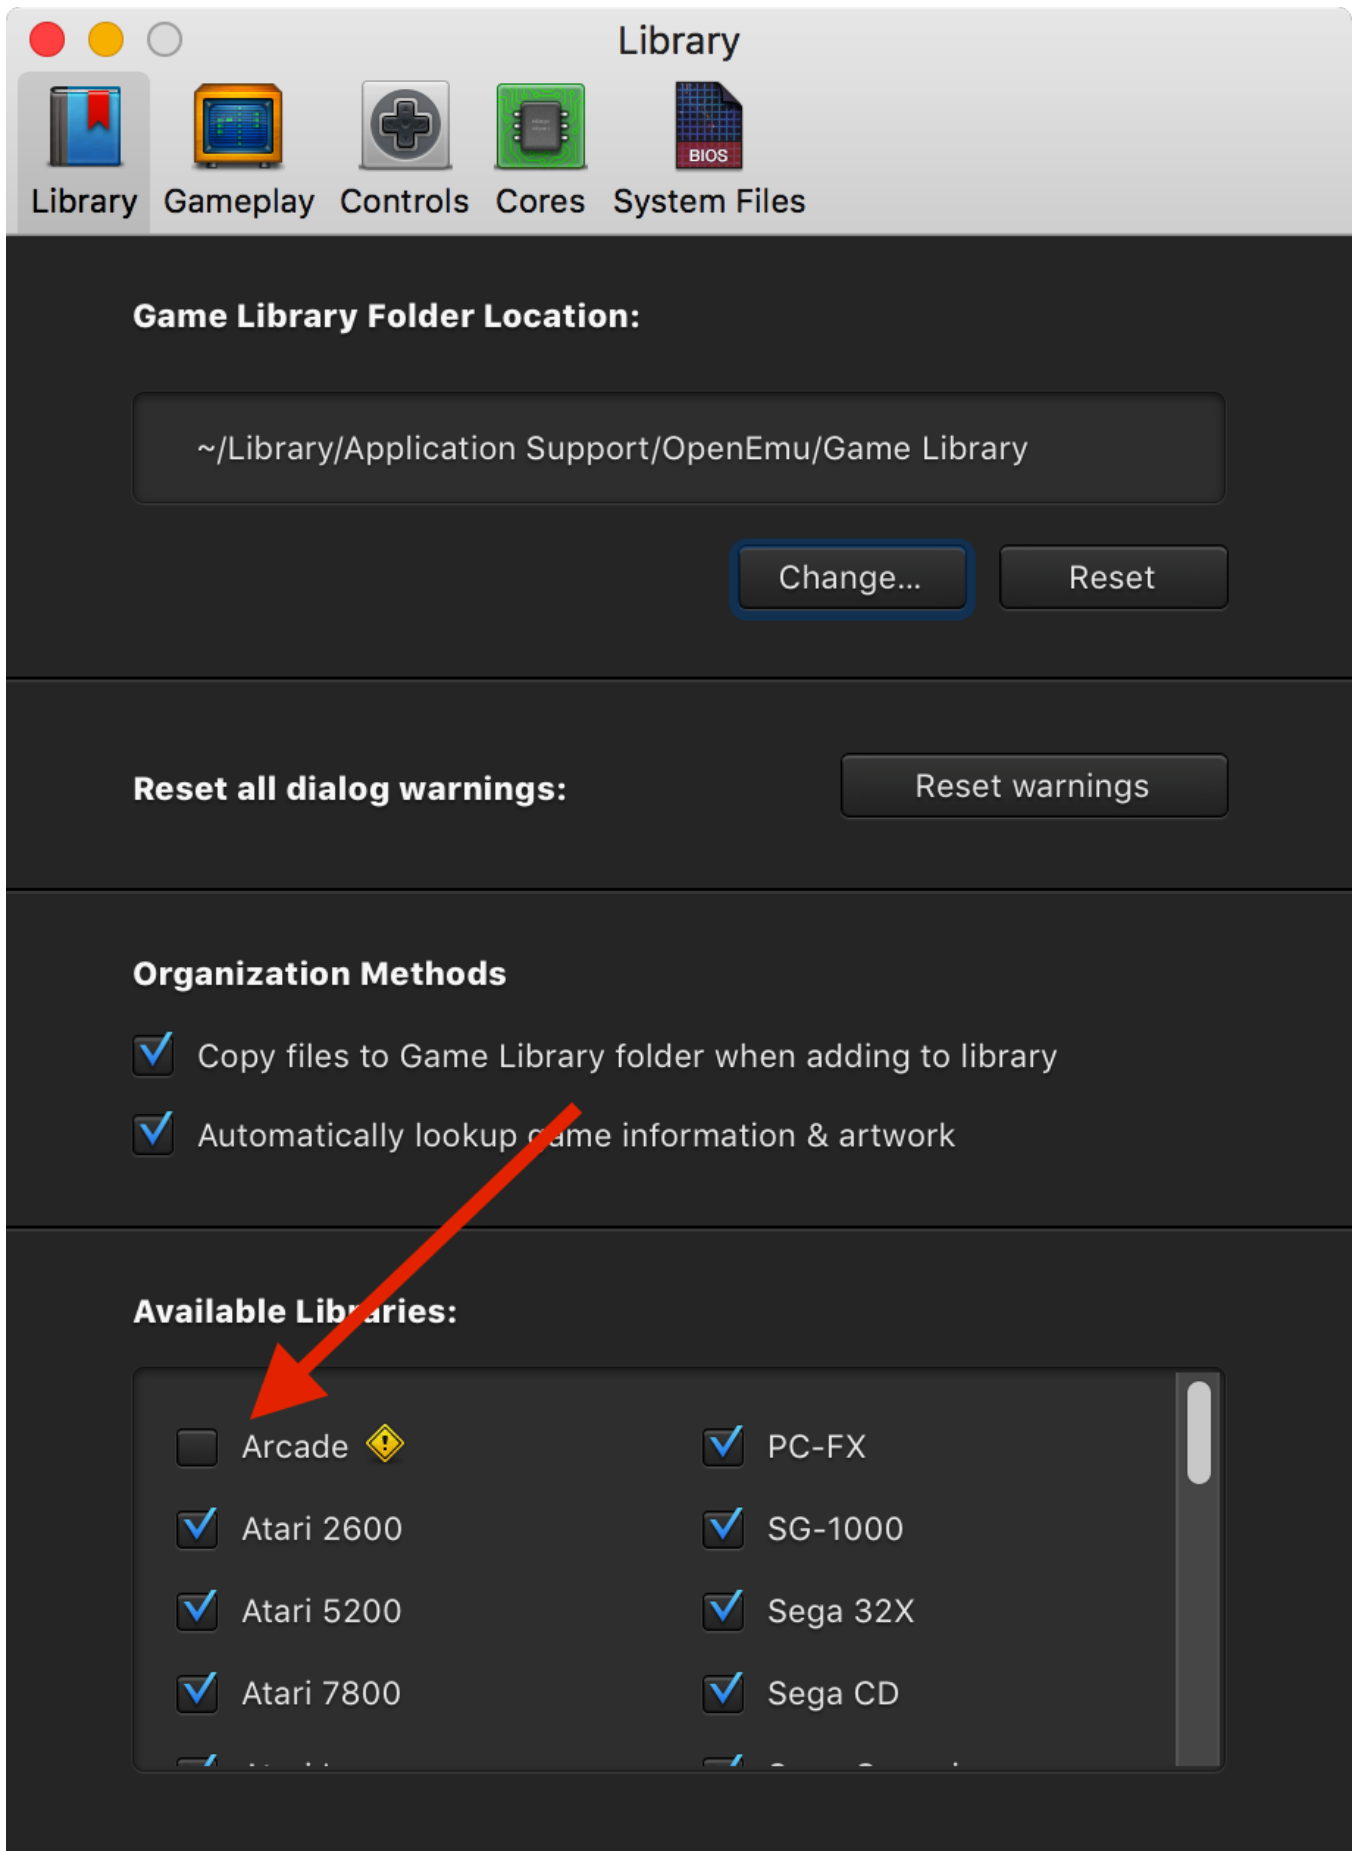 Library
Library Gameplay Controls Cores System Files
BIOS
Game Library Folder Location:
~/Library/Application Support/OpenEmu/Game Library
Change... Reset
Reset all dialog warnings: Reset warnings
Organization Methods
Copy files to Game Library folder when adding to library
Automatically lookup game information & artwork
Available Libraries:
Arcade PC-FX
Atari 2600 SG-1000
Atari 5200 Sega 32X
Atari 7800 Sega CD